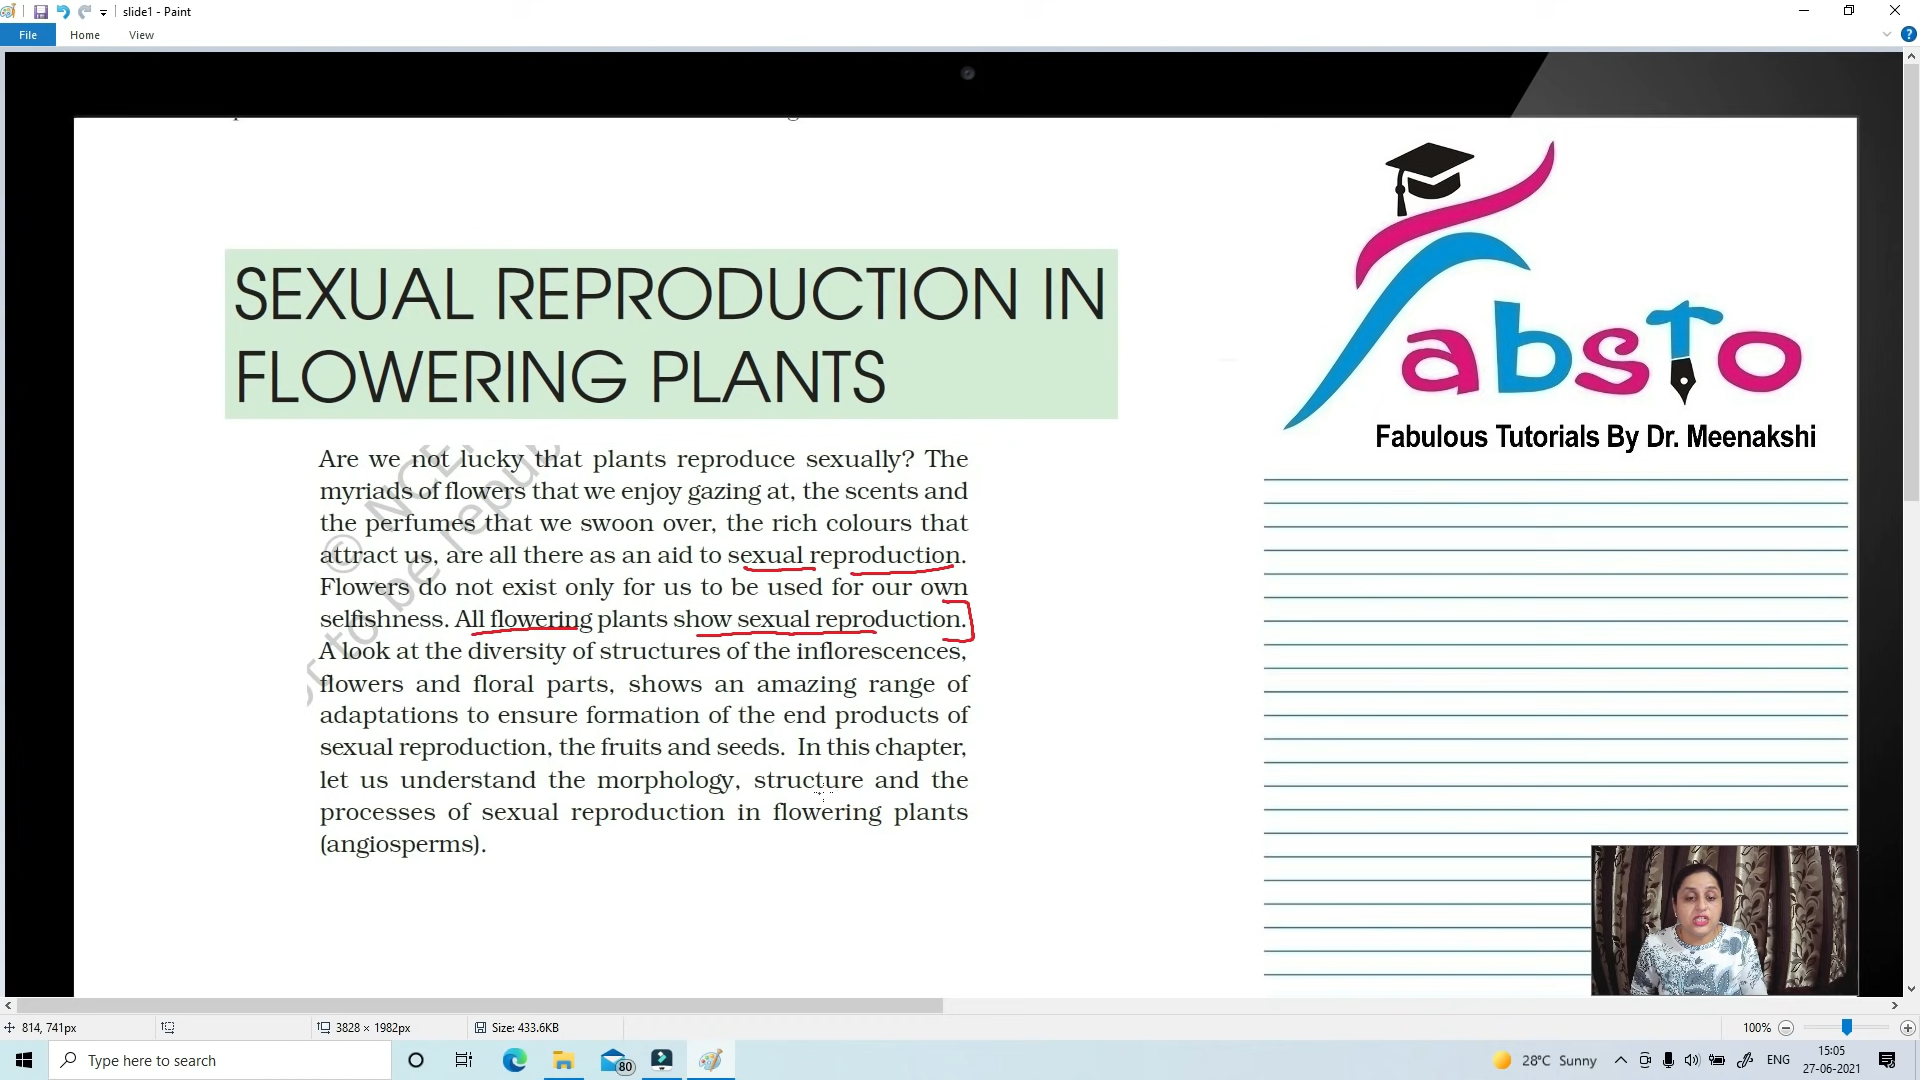 slide1 - Paint
File Home View
SEXUAL REPRODUCTION IN
FLOWERING PLANTS
absto
Fabulous Tutorials By Dr. Meenakshi
Are we not lucky that plants reproduce sexually? The
myriads of flowers that we enjoy gazing at, the scents and
the perfumes that we swoon over, the rich colours that
attract us, are all there as an aid to sexual reproduction.
Flowers do not exist only for us to be used for our own
selfishness. All flowering plants show sexual reproduction.
A look at the diversity of structures of the inflorescences,
flowers and floral parts, shows an amazing range of
adaptations to ensure formation of the end products of
sexual reproduction, the fruits and seeds. In this chapter,
let us understand the morphology, structure and the
processes of sexual reproduction in flowering plants
(angiosperms).
814, 741px 3828 × 1982px Size: 433.6KB 100%
Type here to search 80 28°C Sunny ENG 15:05
27-06-2021